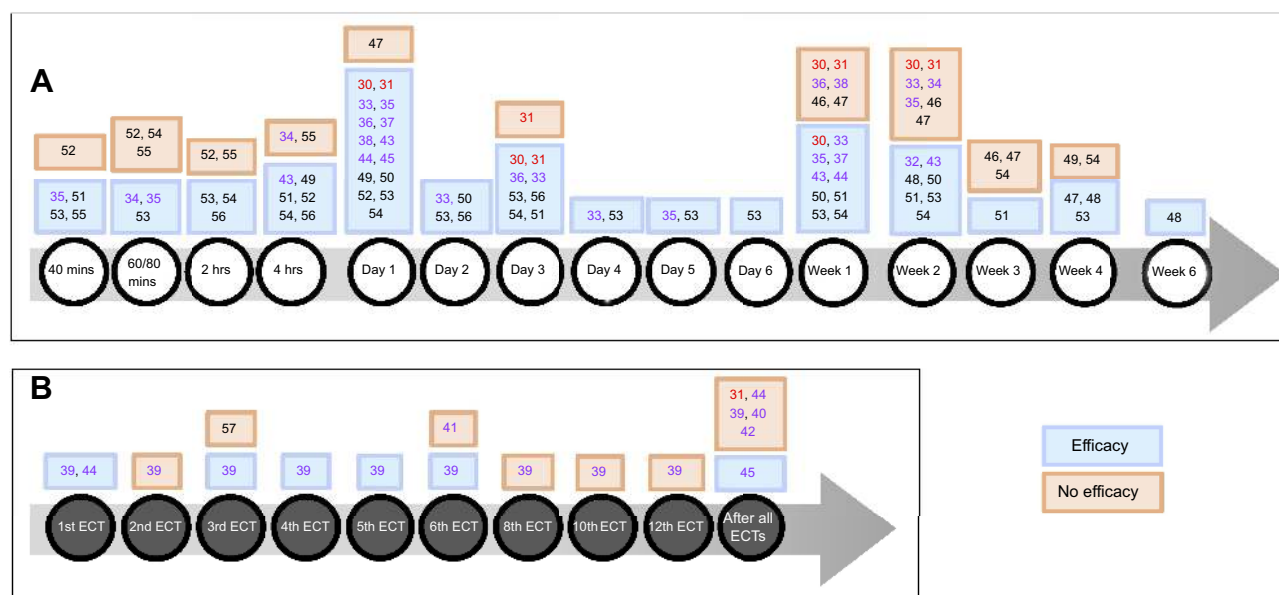 A
47
30, 31
33, 35
36, 37
38, 43
44, 45
49, 50
52, 53
54
52
35, 51
53, 55
52, 54
55
34, 35
53
52, 55
53, 54
56
34, 55
43, 49
51, 52
54, 56
33, 50
53, 56
31
30, 31
36, 33
53, 56
54, 51
33, 53
35, 53
53
30, 31
36, 38
46, 47
30, 33
35, 37
43, 44
50, 51
53, 54
30, 31
33, 34
35, 46
47
32, 43
48, 50
51, 53
54
46, 47
54
51
49, 54
47, 48
53
48
40 mins
60/80
mins
2 hrs
4 hrs
Day 1
Day 2
Day 3
Day 4
Day 5
Day 6
Week 1
Week 2
Week 3
Week 4
Week 6
B
39, 44
39
57
39
39
39
41
39
39
39
39
31, 44
39, 40
42
45
1st ECT
2nd ECT
3rd ECT
4th ECT
5th ECT
6th ECT
8th ECT
10th ECT
12th ECT
After all
ECTs
Efficacy
No efficacy